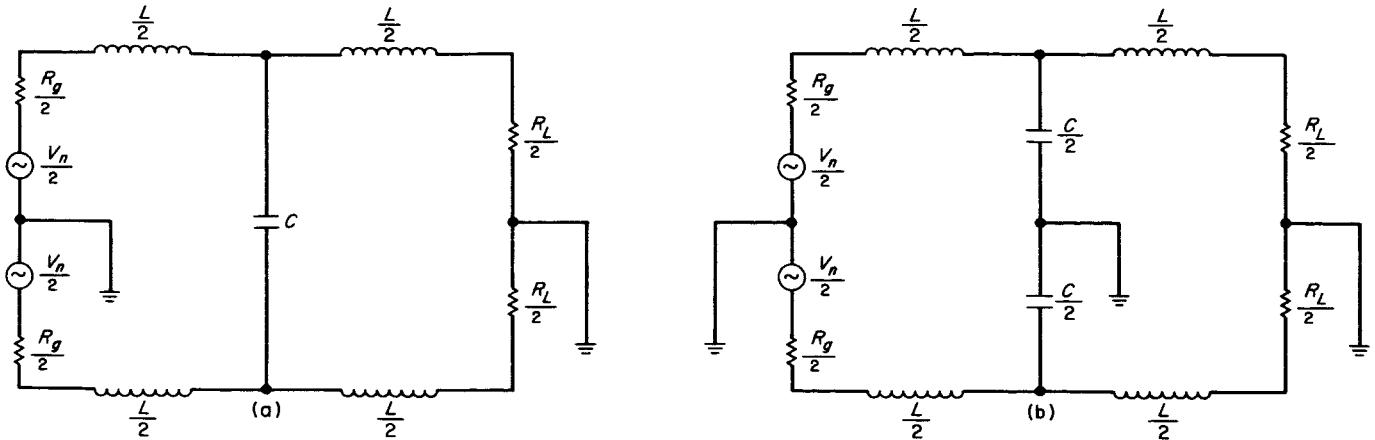 L/2 L/2
R_g/2
V_n/2
R_L/2
C
V_n/2
R_L/2
R_g/2
L/2 (a) L/2
L/2 L/2
R_g/2
C/2
R_L/2
V_n/2
V_n/2
C/2
R_L/2
R_g/2
L/2 (b) L/2